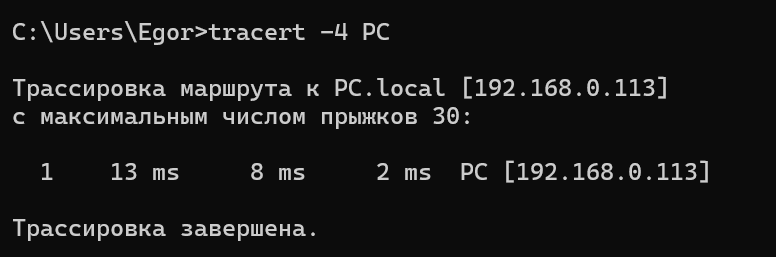 C:\Users\Egor>tracert -4 PC
Трассировка маршрута к PC.local [192.168.0.113]
с максимальным числом прыжков 30:
1 13 ms 8 ms 2 ms PC [192.168.0.113]
Трассировка завершена.